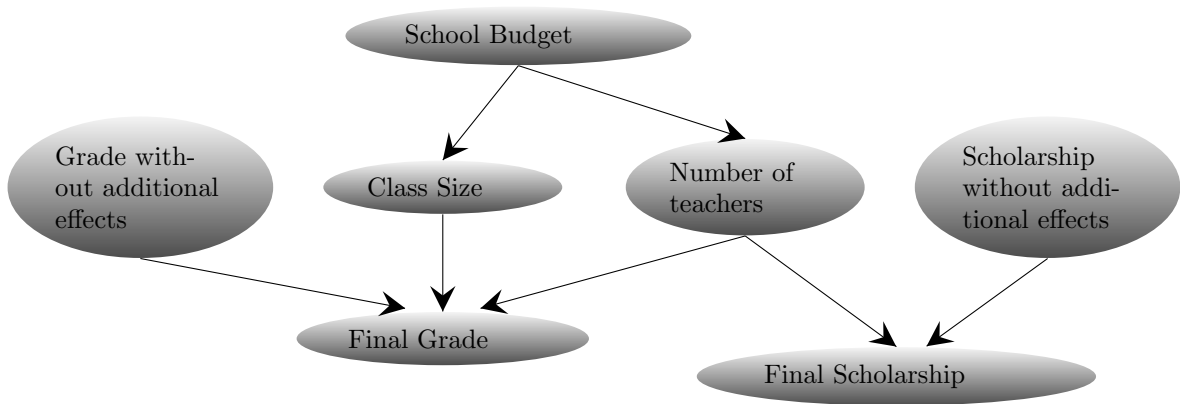 School Budget
Grade with-
out additional
effects
Class Size
Number of
teachers
Scholarship
without addi-
tional effects
Final Grade
Final Scholarship